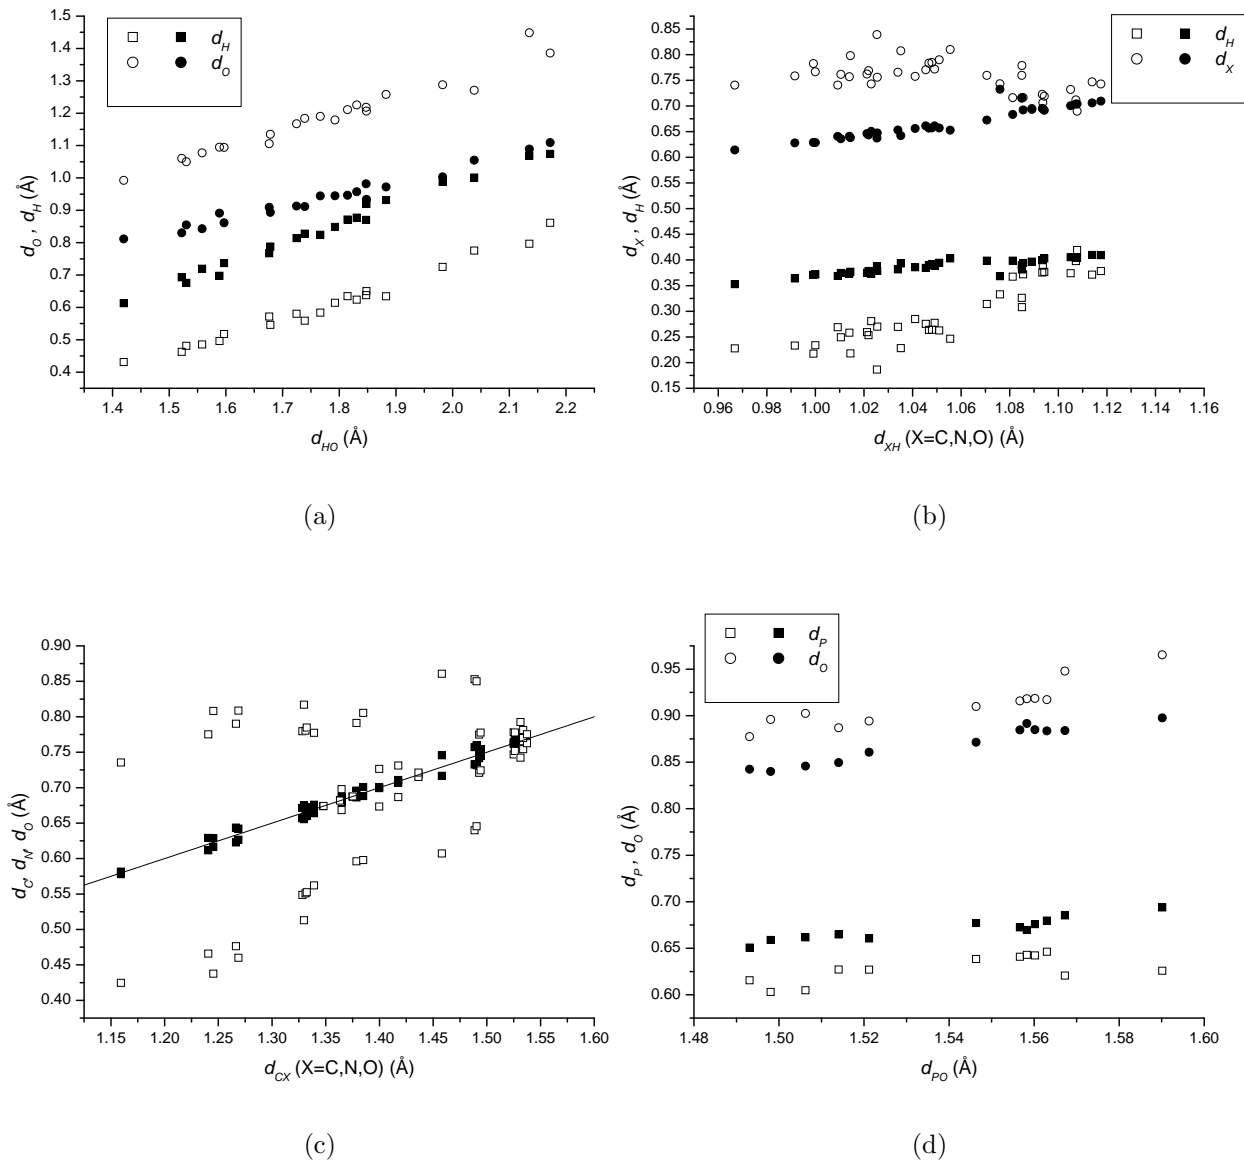 1.5
1.4
1.3
1.2
1.1
1.0
0.9
0.8
0.7
0.6
0.5
0.4
d_O , d_H (Å)
d_H
d_O
1.4 1.5 1.6 1.7 1.8 1.9 2.0 2.1 2.2
d_HO (Å)
(a)
0.85
0.80
0.75
0.70
0.65
0.60
0.55
0.50
0.45
0.40
0.35
0.30
0.25
0.20
0.15
d_X , d_H (Å)
d_H
d_X
0.96 0.98 1.00 1.02 1.04 1.06 1.08 1.10 1.12 1.14 1.16
d_XH (X=C,N,O) (Å)
(b)
0.90
0.85
0.80
0.75
0.70
0.65
0.60
0.55
0.50
0.45
0.40
d_C, d_N, d_O (Å)
1.15 1.20 1.25 1.30 1.35 1.40 1.45 1.50 1.55 1.60
d_CX (X=C,N,O) (Å)
(c)
d_P
d_O
0.95
0.90
0.85
0.80
0.75
0.70
0.65
0.60
d_P , d_O (Å)
1.48 1.50 1.52 1.54 1.56 1.58 1.60
d_PO (Å)
(d)